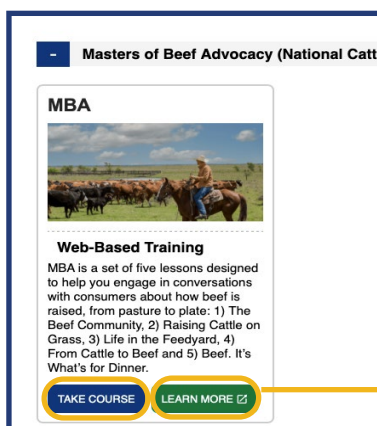 - Masters of Beef Advocacy (National Catt
MBA
Web-Based Training
MBA is a set of five lessons designed
to help you engage in conversations
with consumers about how beef is
raised, from pasture to plate: 1) The
Beef Community, 2) Raising Cattle on
Grass, 3) Life in the Feedyard, 4)
From Cattle to Beef and 5) Beef. It's
What's for Dinner.
TAKE COURSE LEARN MORE